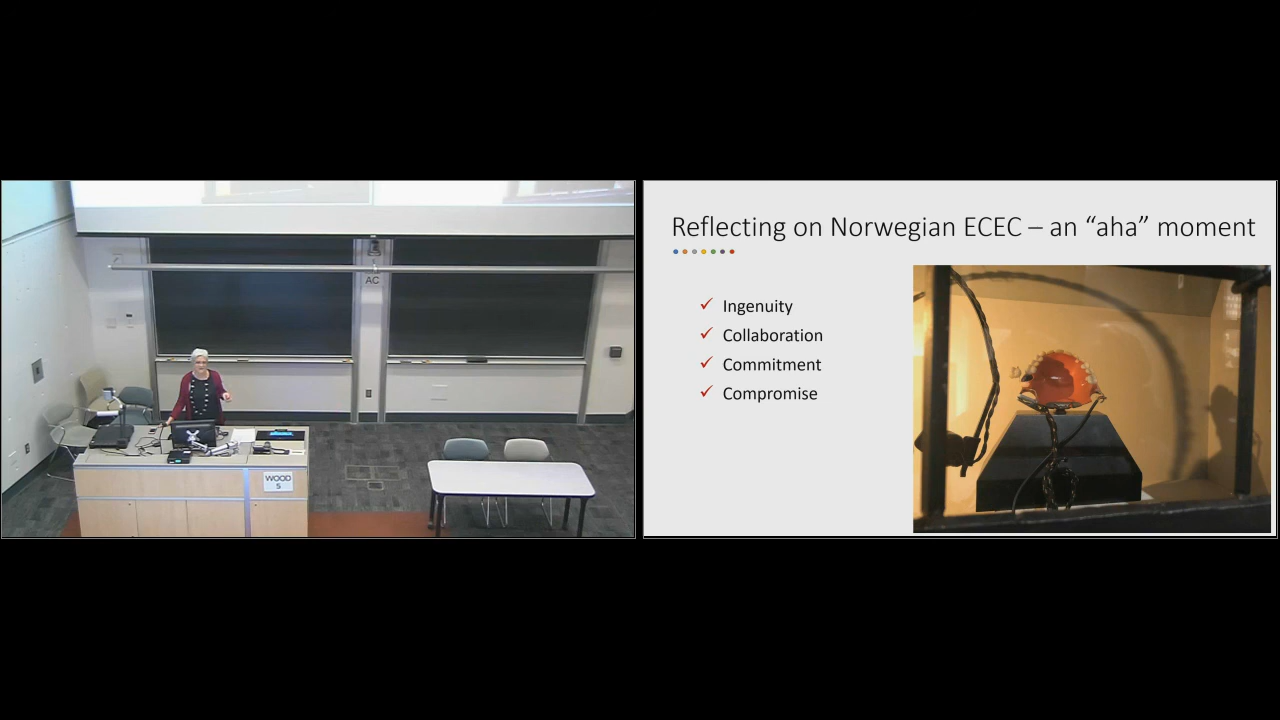 AC
WOOD
5
Reflecting on Norwegian ECEC – an “aha” moment
Ingenuity
Collaboration
Commitment
Compromise